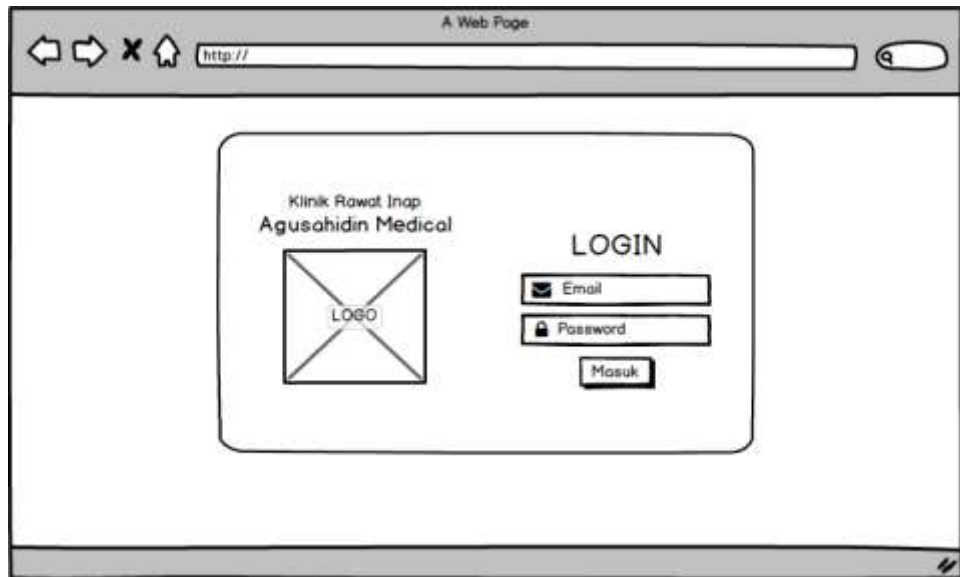 A Web Page
http://
Klinik Rawat Inap
Agusahidin Medical
LOGO
LOGIN
Email
Password
Masuk